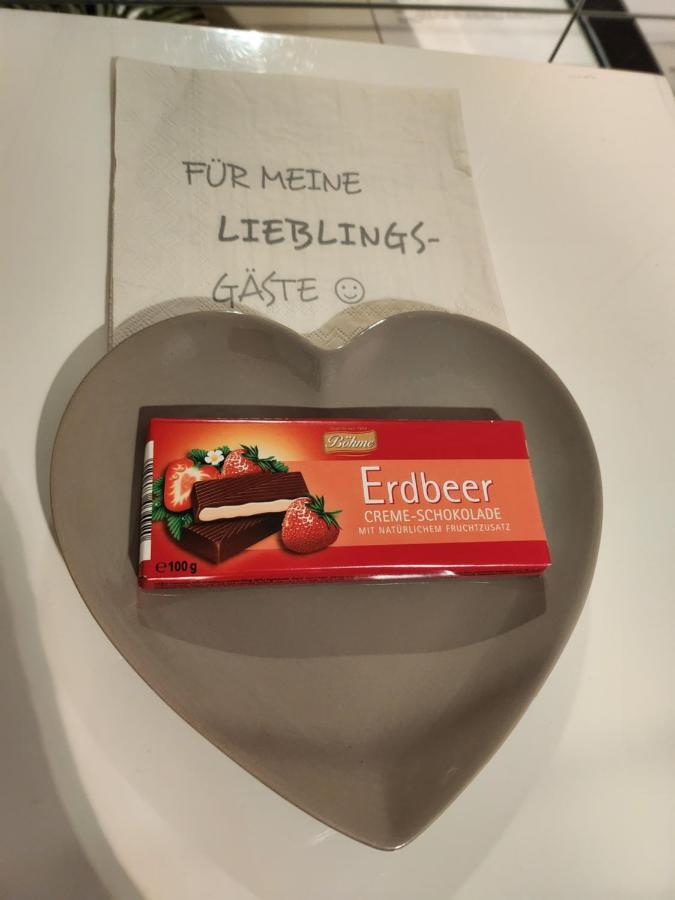 FÜR MEINE
LIEBLINGS-
GÄSTE
Böhme
Erdbeer
CREME-SCHOKOLADE
MIT NATÜRLICHEM FRUCHTZUSATZ
℮100 g